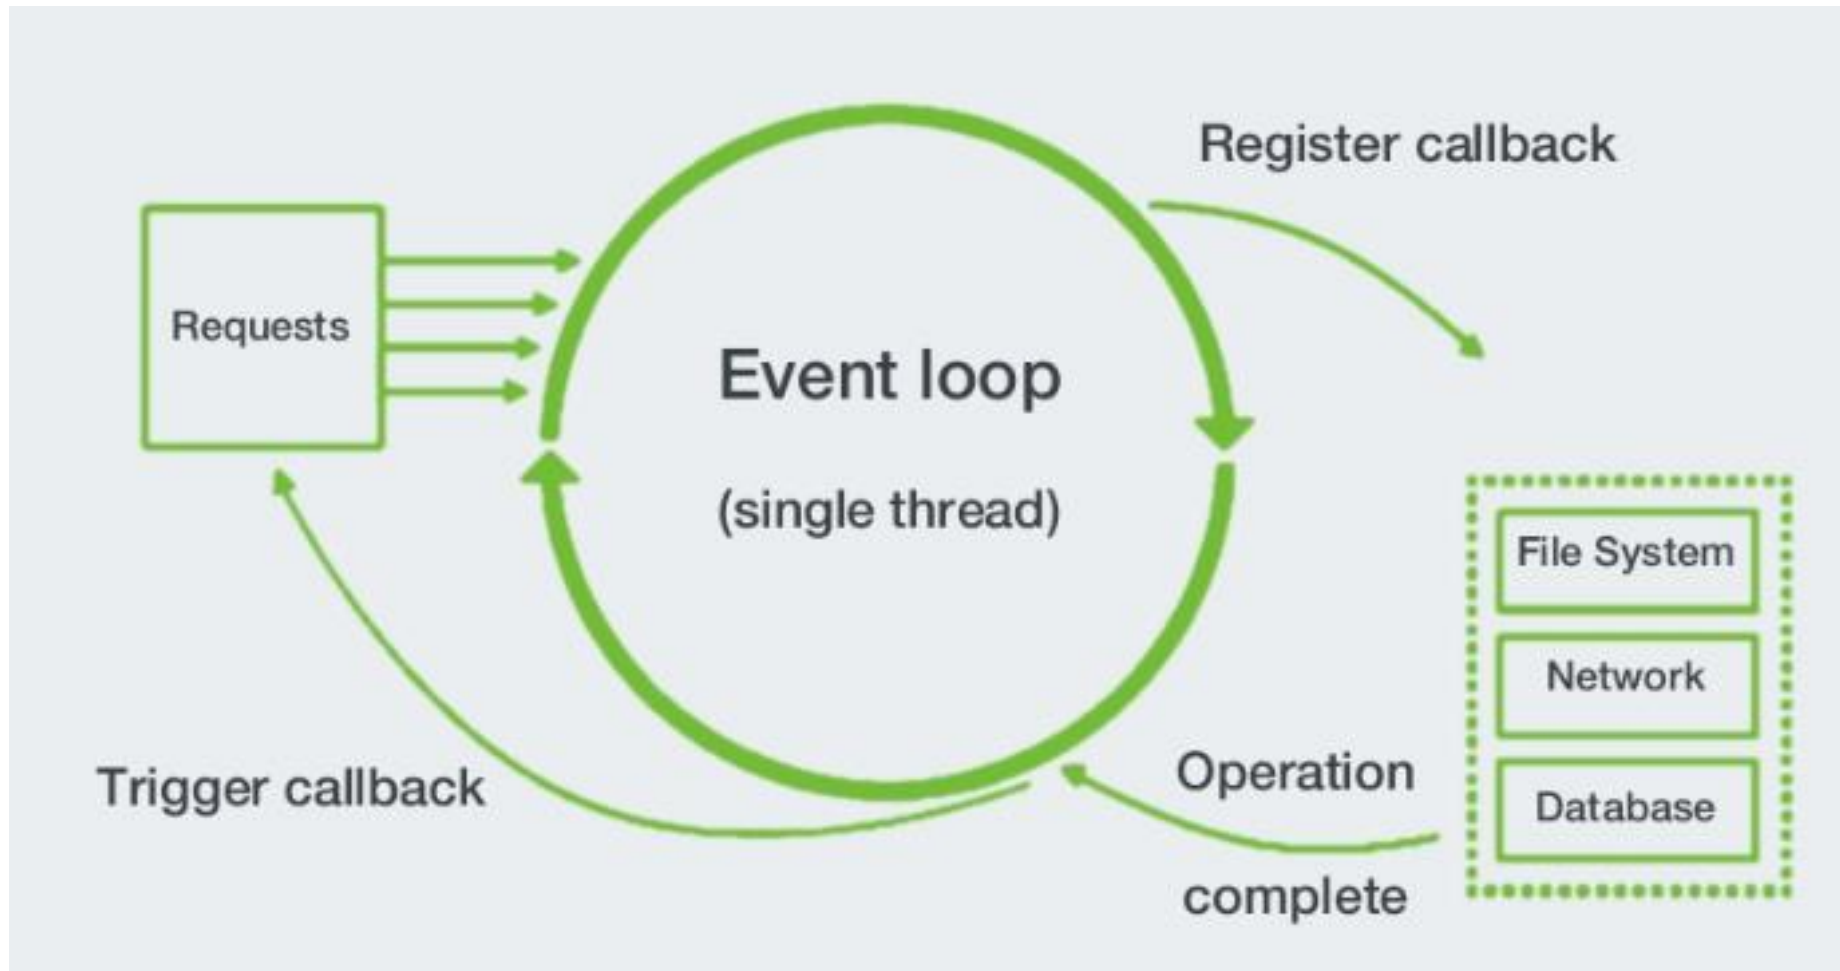 Register callback
Requests
Event loop
(single thread)
File System
Network
Database
Trigger callback
Operation
complete